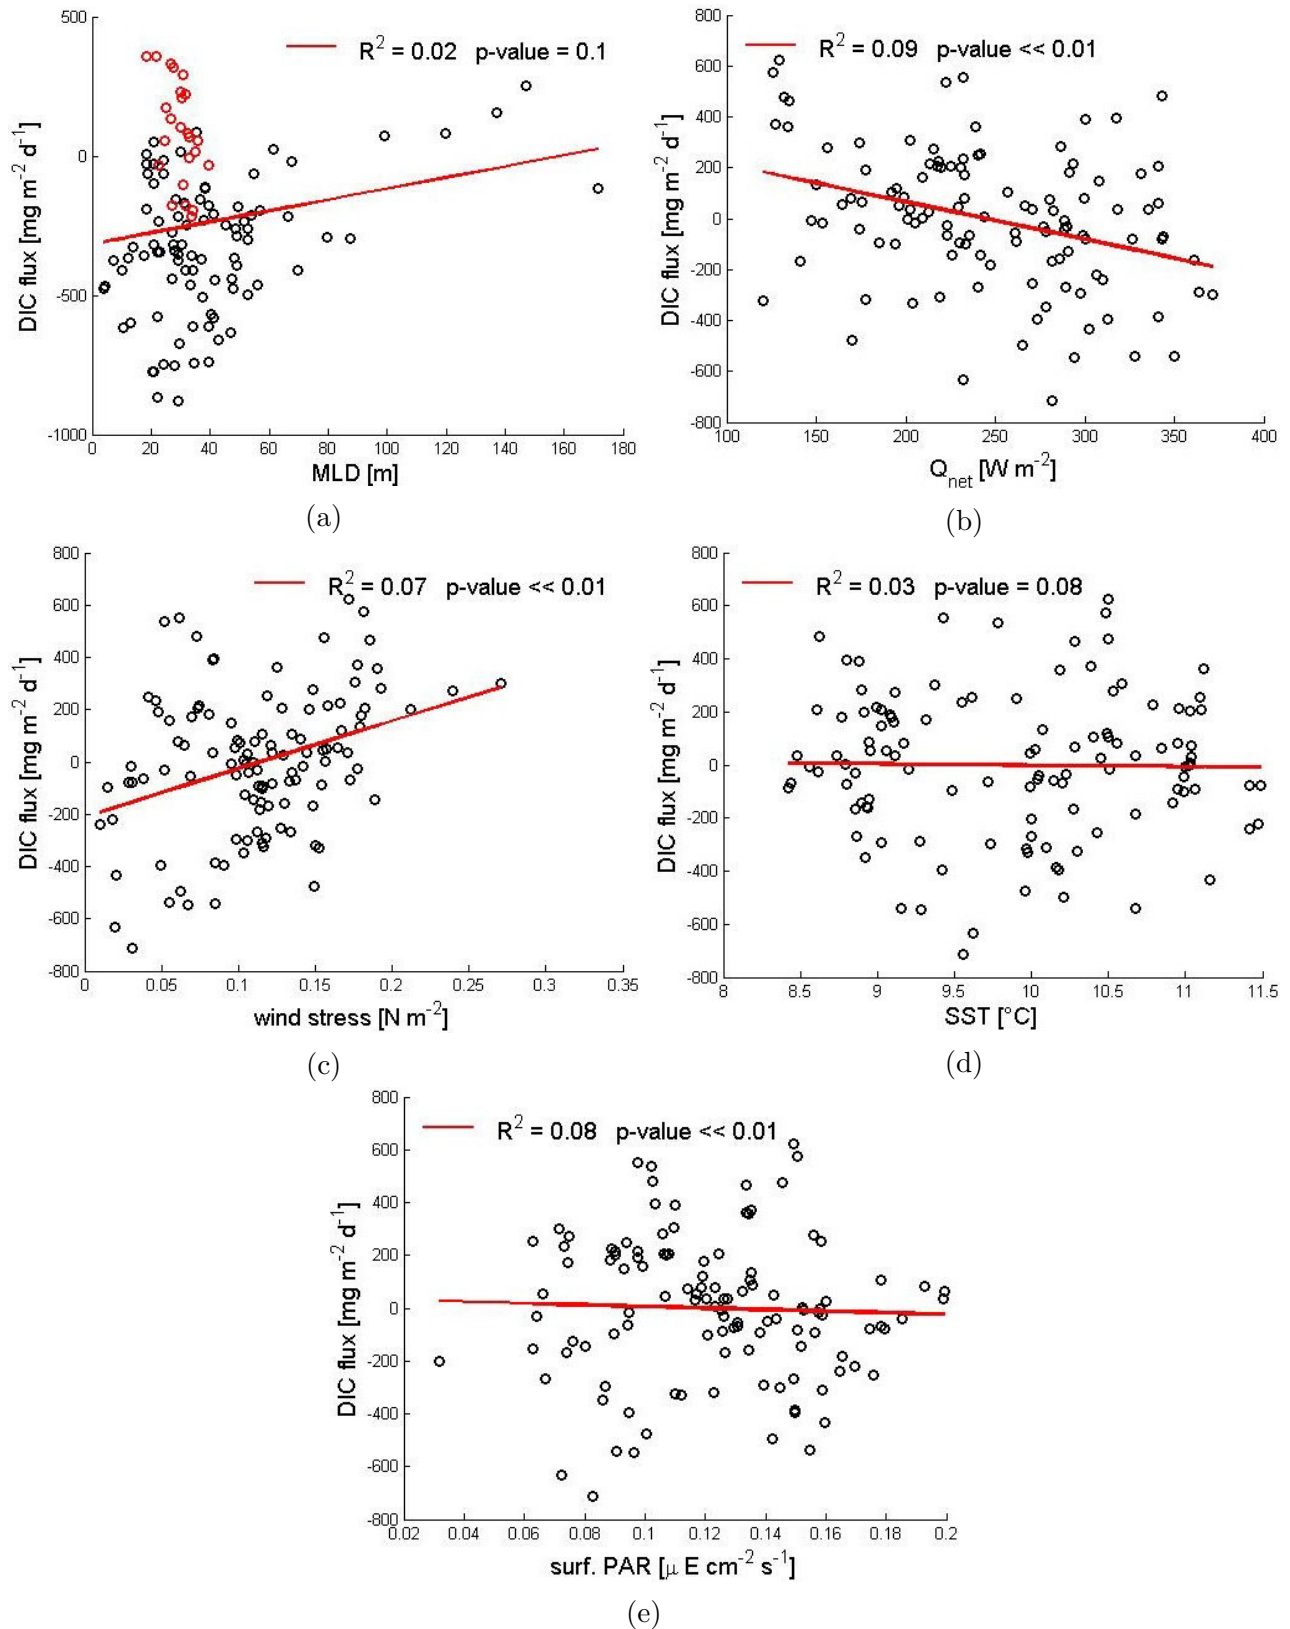 500
0
-500
-1000
0 20 40 60 80 100 120 140 160 180
DIC flux [mg m⁻² d⁻¹]
MLD [m]
R² = 0.02 p-value = 0.1
(a)
800
600
400
200
0
-200
-400
-600
-800
100 150 200 250 300 350 400
DIC flux [mg m⁻² d⁻¹]
Qnet [W m⁻²]
R² = 0.09 p-value << 0.01
(b)
800
600
400
200
0
-200
-400
-600
-800
0 0.05 0.1 0.15 0.2 0.25 0.3 0.35
DIC flux [mg m⁻² d⁻¹]
wind stress [N m⁻²]
R² = 0.07 p-value << 0.01
(c)
800
600
400
200
0
-200
-400
-600
-800
8 8.5 9 9.5 10 10.5 11 11.5
DIC flux [mg m⁻² d⁻¹]
SST [°C]
R² = 0.03 p-value = 0.08
(d)
800
600
400
200
0
-200
-400
-600
-800
0.02 0.04 0.06 0.08 0.1 0.12 0.14 0.16 0.18 0.2
DIC flux [mg m⁻² d⁻¹]
surf. PAR [μ E cm⁻² s⁻¹]
R² = 0.08 p-value << 0.01
(e)